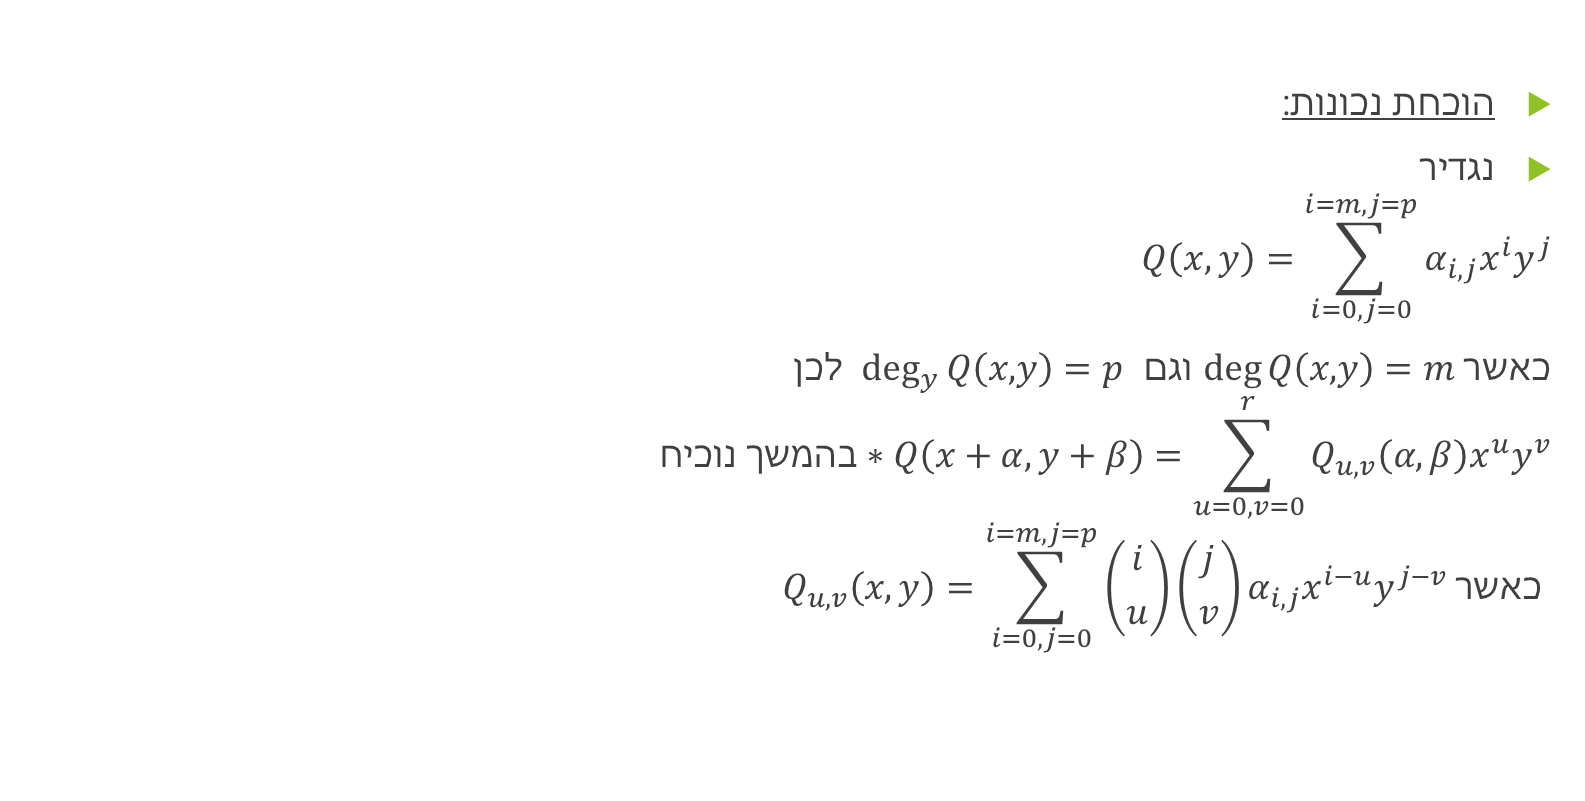 הוכחת נכונות:
נגדיר
$Q(x,y) = \sum_{i=0,j=0}^{i=m,j=p} \alpha_{i,j} x^i y^j$
כאשר $\deg Q(x,y) = m$ וגם $\deg_y Q(x,y) = p$ לכן
$Q(x+\alpha, y+\beta) = \sum_{u=0,v=0}^{r} Q_{u,v}(\alpha,\beta) x^u y^v$ * בהמשך נוכיח
כאשר $Q_{u,v}(x,y) = \sum_{i=0,j=0}^{i=m,j=p} \binom{i}{u} \binom{j}{v} \alpha_{i,j} x^{i-u} y^{j-v}$